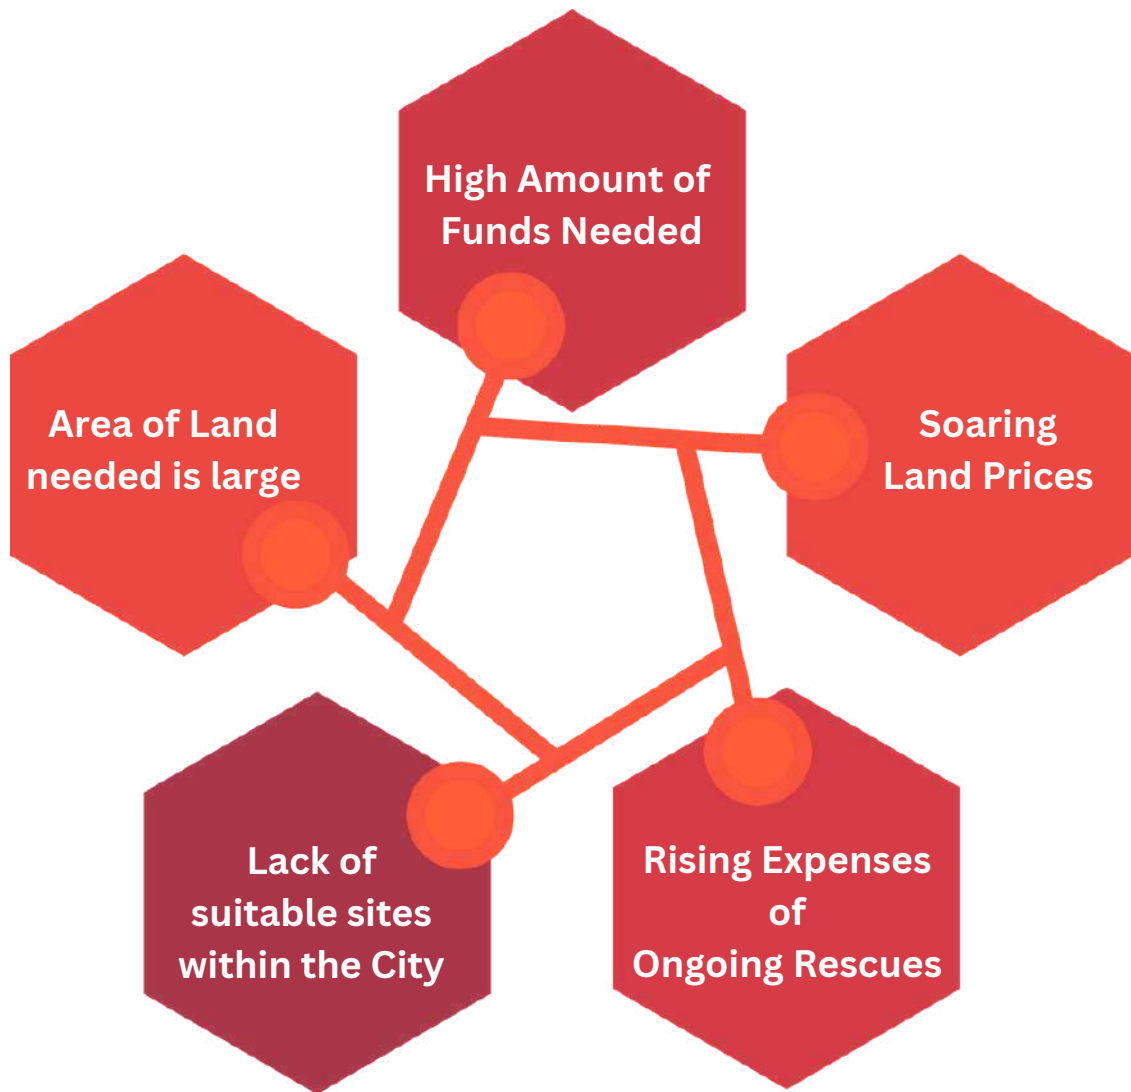 High Amount of
Funds Needed
Area of Land
needed is large
Soaring
Land Prices
Lack of
suitable sites
within the City
Rising Expenses
of
Ongoing Rescues